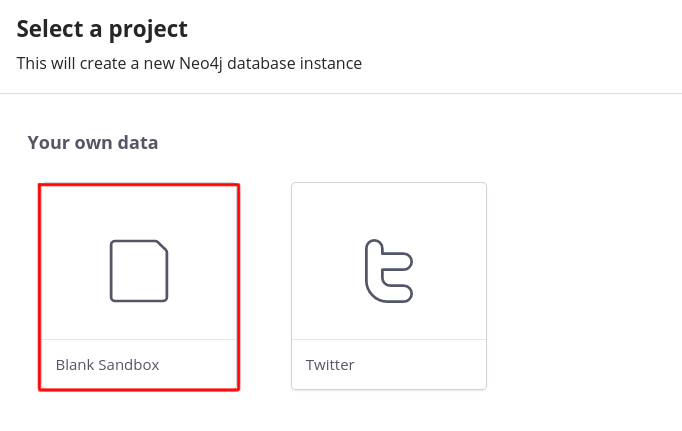 Select a project
This will create a new Neo4j database instance
Your own data
Blank Sandbox
Twitter